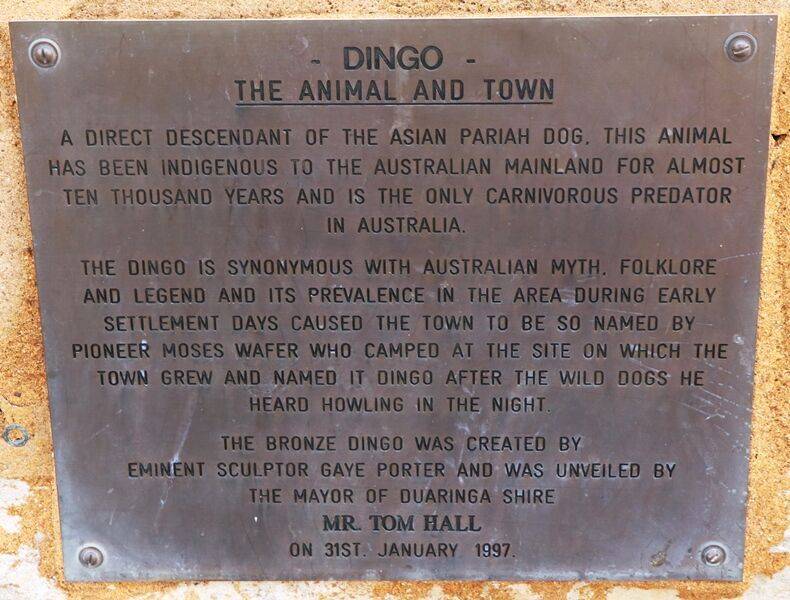 - DINGO -
THE ANIMAL AND TOWN
A DIRECT DESCENDANT OF THE ASIAN PARIAH DOG, THIS ANIMAL
HAS BEEN INDIGENOUS TO THE AUSTRALIAN MAINLAND FOR ALMOST
TEN THOUSAND YEARS AND IS THE ONLY CARNIVOROUS PREDATOR
IN AUSTRALIA.
THE DINGO IS SYNONYMOUS WITH AUSTRALIAN MYTH, FOLKLORE
AND LEGEND AND ITS PREVALENCE IN THE AREA DURING EARLY
SETTLEMENT DAYS CAUSED THE TOWN TO BE SO NAMED BY
PIONEER MOSES WAFER WHO CAMPED AT THE SITE ON WHICH THE
TOWN GREW AND NAMED IT DINGO AFTER THE WILD DOGS HE
HEARD HOWLING IN THE NIGHT.
THE BRONZE DINGO WAS CREATED BY
EMINENT SCULPTOR GAYE PORTER AND WAS UNVEILED BY
THE MAYOR OF DUARINGA SHIRE
MR. TOM HALL
ON 31ST. JANUARY 1997.